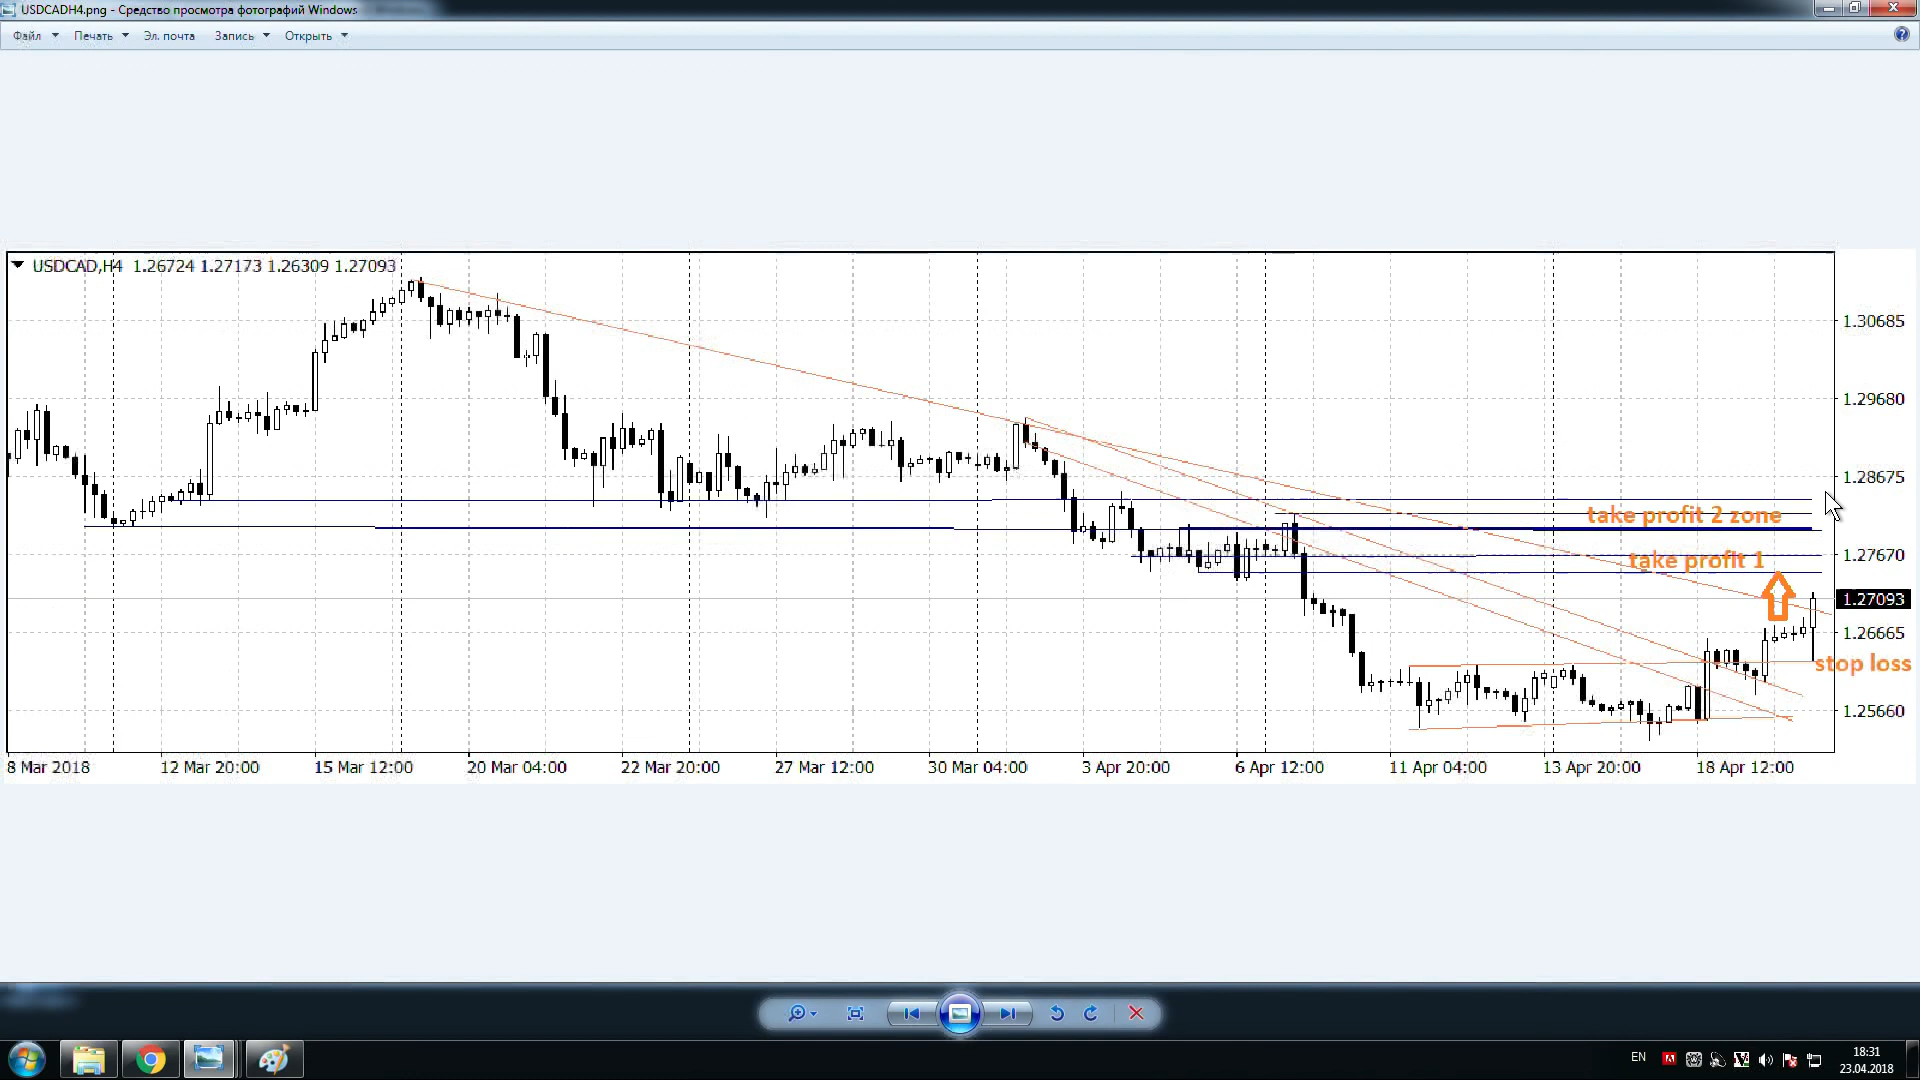 USDCADH4.png - Средство просмотра фотографий Windows
Файл Печать Эл. почта Запись Открыть
USDCAD,H4 1.26724 1.27173 1.26309 1.27093
1.30685
1.29680
1.28675
take profit 2 zone
1.27670
take profit 1
1.27093
1.26665
stop loss
1.25660
8 Mar 2018 12 Mar 20:00 15 Mar 12:00 20 Mar 04:00 22 Mar 20:00 27 Mar 12:00 30 Mar 04:00 3 Apr 20:00 6 Apr 12:00 11 Apr 04:00 13 Apr 20:00 18 Apr 12:00
EN
18:31
23.04.2018